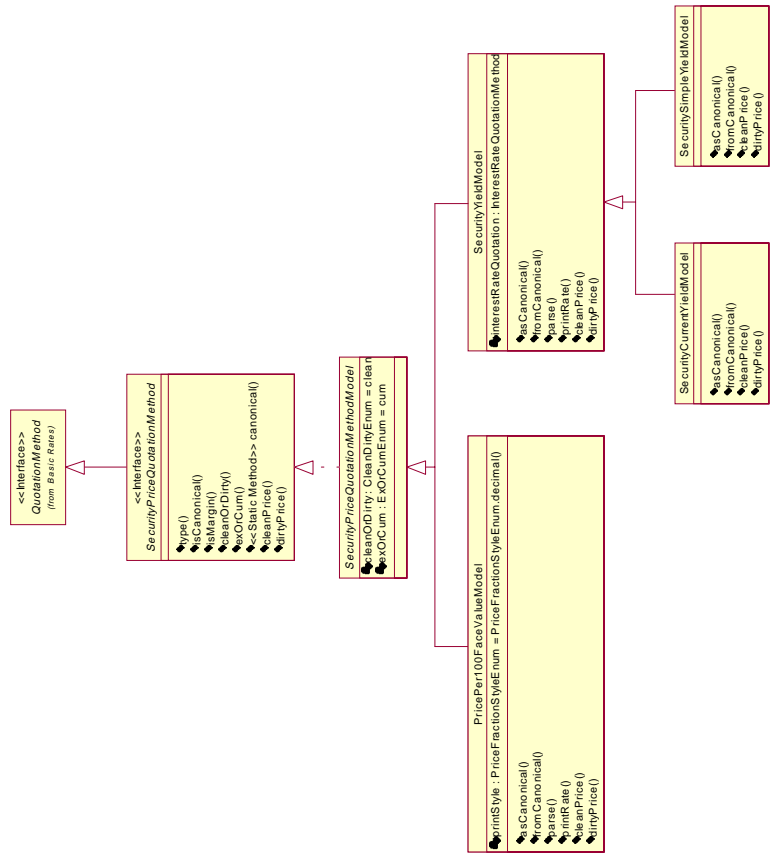 <<Interface>>
QuotationMethod
(from Basic Rates)
<<Interface>>
SecurityPriceQuotationMethod
type()
isCanonical()
isMargin()
cleanOrDirty()
exOrCum()
<<Static Method>> canonical()
cleanPrice()
dirtyPrice()
SecurityPriceQuotationMethodModel
cleanOrDirty : CleanDirtyEnum = clean
exOrCum : ExOrCumEnum = cum
PricePer100FaceValueModel
printStyle : PriceFractionStyleEnum = PriceFractionStyleEnum.decimal()
asCanonical()
fromCanonical()
parse()
printRate()
cleanPrice()
dirtyPrice()
SecurityYieldModel
interestRateQuotation : InterestRateQuotationMethod
asCanonical()
fromCanonical()
parse()
printRate()
cleanPrice()
dirtyPrice()
SecurityCurrentYieldModel
asCanonical()
fromCanonical()
cleanPrice()
dirtyPrice()
SecuritySimpleYieldModel
asCanonical()
fromCanonical()
cleanPrice()
dirtyPrice()